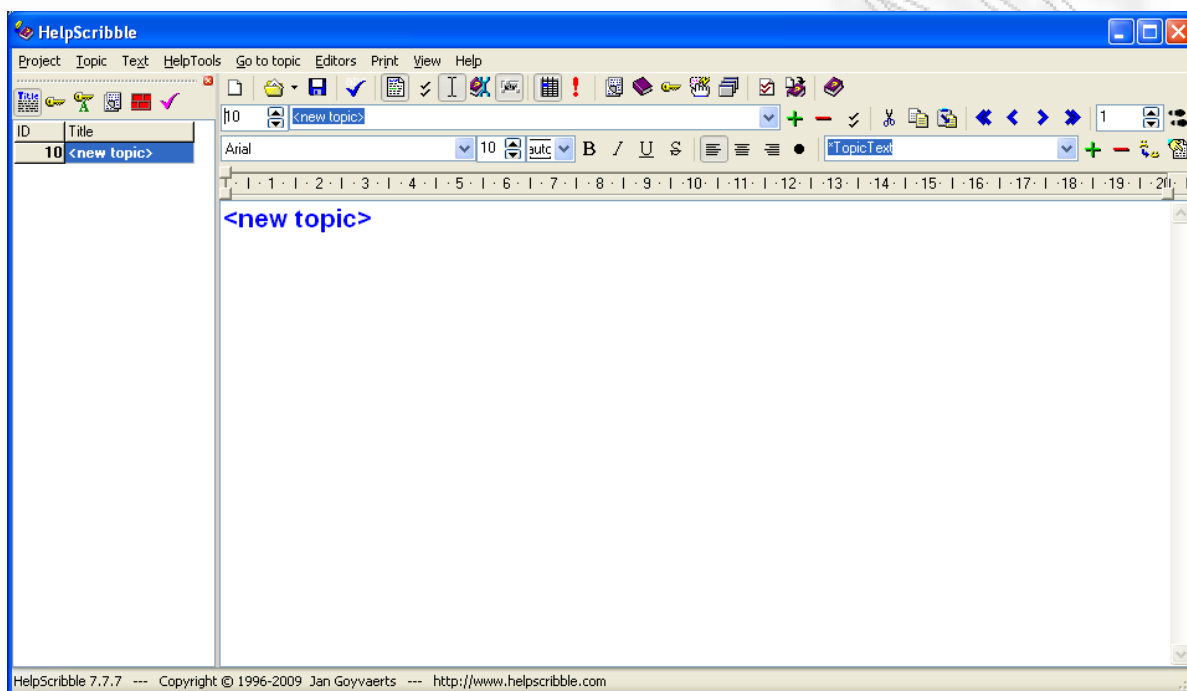 HelpScribble
Project Topic Text HelpTools Go to topic Editors Print View Help
Title
10 <new topic> 1
ID Title
10 <new topic>
Arial 10 autc B I U S *TopicText
1 2 3 4 5 6 7 8 9 10 11 12 13 14 15 16 17 18 19 20
<new topic>
HelpScribble 7.7.7 --- Copyright © 1996-2009 Jan Goyvaerts --- http://www.helpscribble.com